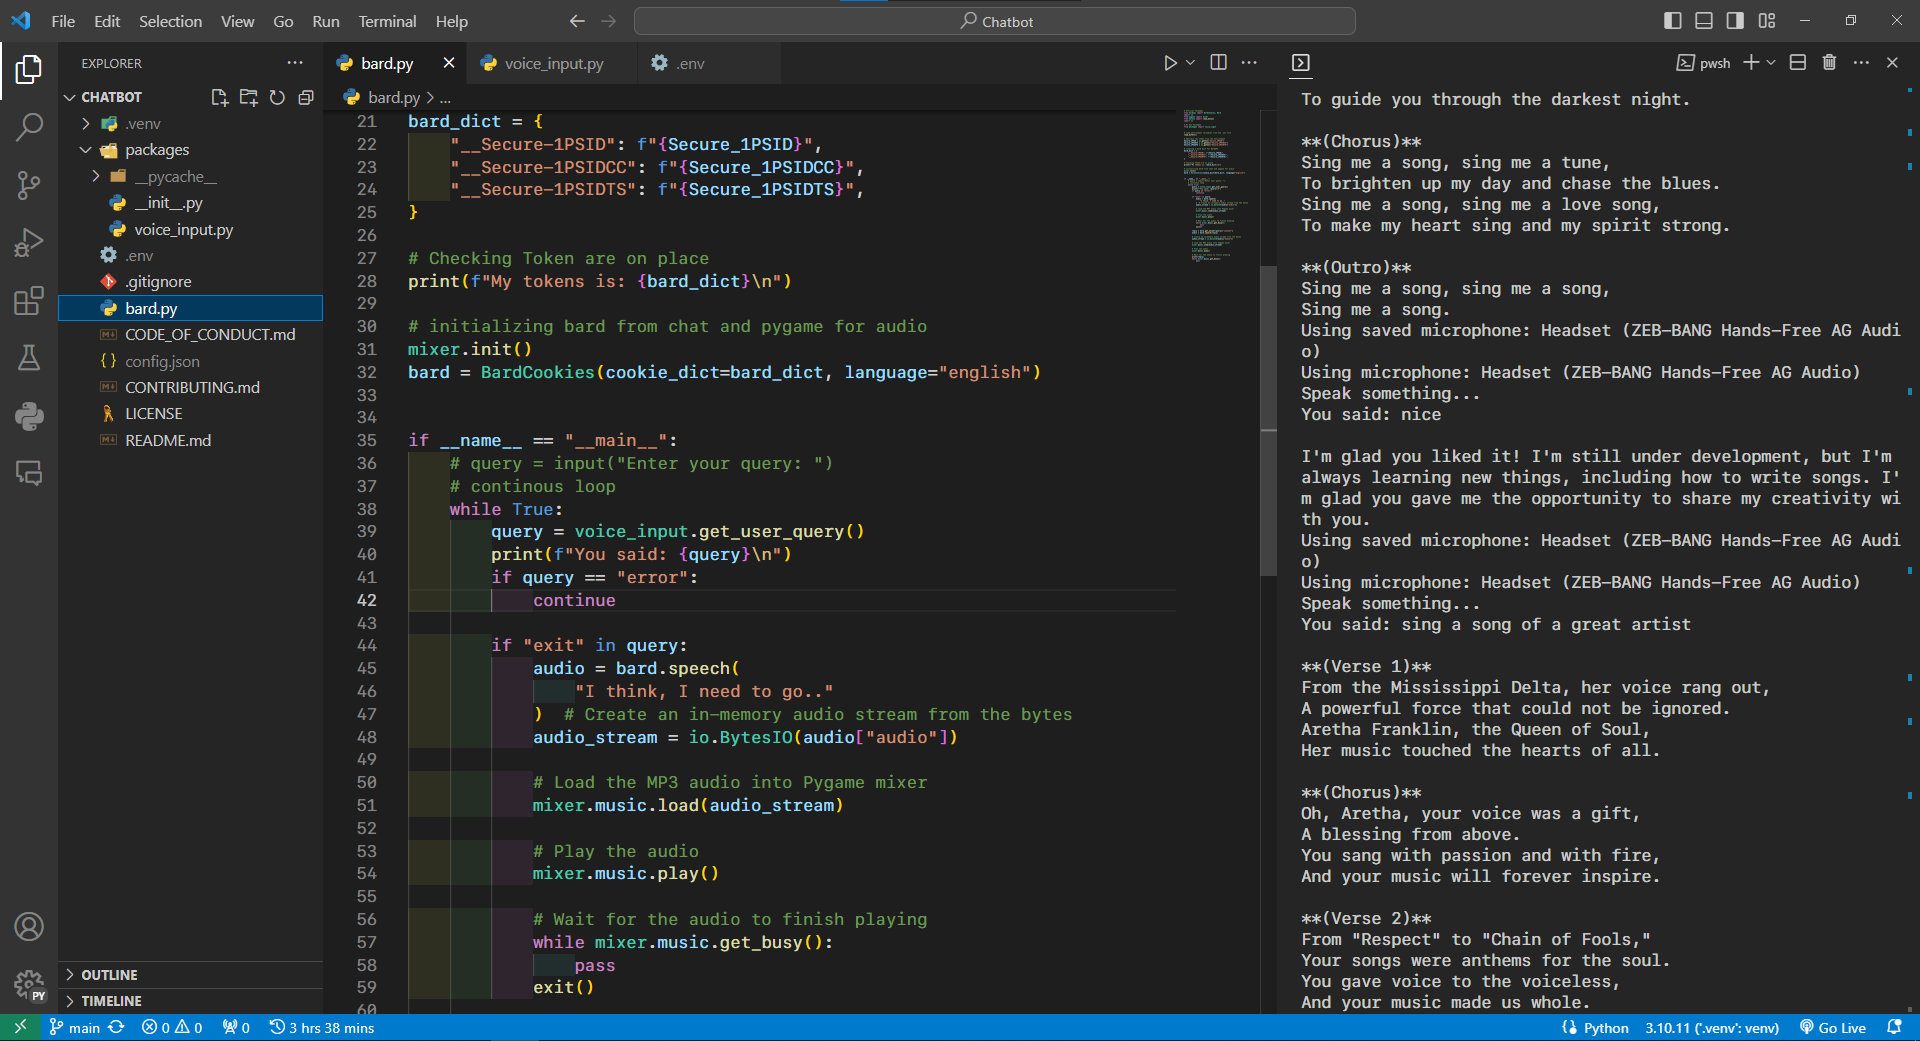 File Edit Selection View Go Run Terminal Help
Chatbot
EXPLORER
CHATBOT
.venv
packages
__pycache__
__init__.py
voice_input.py
.env
.gitignore
bard.py
CODE_OF_CONDUCT.md
config.json
CONTRIBUTING.md
LICENSE
README.md
OUTLINE
TIMELINE
bard.py
voice_input.py
.env
bard.py > ...
21 bard_dict = {
22 "__Secure-1PSID": f"{Secure_1PSID}",
23 "__Secure-1PSIDCC": f"{Secure_1PSIDCC}",
24 "__Secure-1PSIDTS": f"{Secure_1PSIDTS}",
25 }
26
27 # Checking Token are on place
28 print(f"My tokens is: {bard_dict}\n")
29
30 # initializing bard from chat and pygame for audio
31 mixer.init()
32 bard = BardCookies(cookie_dict=bard_dict, language="english")
33
34
35 if __name__ == "__main__":
36 # query = input("Enter your query: ")
37 # continous loop
38 while True:
39 query = voice_input.get_user_query()
40 print(f"You said: {query}\n")
41 if query == "error":
42 continue
43
44 if "exit" in query:
45 audio = bard.speech(
46 "I think, I need to go.."
47 ) # Create an in-memory audio stream from the bytes
48 audio_stream = io.BytesIO(audio["audio"])
49
50 # Load the MP3 audio into Pygame mixer
51 mixer.music.load(audio_stream)
52
53 # Play the audio
54 mixer.music.play()
55
56 # Wait for the audio to finish playing
57 while mixer.music.get_busy():
58 pass
59 exit()
60
pwsh
To guide you through the darkest night.
**(Chorus)**
Sing me a song, sing me a tune,
To brighten up my day and chase the blues.
Sing me a song, sing me a love song,
To make my heart sing and my spirit strong.
**(Outro)**
Sing me a song, sing me a song,
Sing me a song.
Using saved microphone: Headset (ZEB-BANG Hands-Free AG Audi
o)
Using microphone: Headset (ZEB-BANG Hands-Free AG Audio)
Speak something...
You said: nice
I'm glad you liked it! I'm still under development, but I'm
always learning new things, including how to write songs. I'
m glad you gave me the opportunity to share my creativity wi
th you.
Using saved microphone: Headset (ZEB-BANG Hands-Free AG Audi
o)
Using microphone: Headset (ZEB-BANG Hands-Free AG Audio)
Speak something...
You said: sing a song of a great artist
**(Verse 1)**
From the Mississippi Delta, her voice rang out,
A powerful force that could not be ignored.
Aretha Franklin, the Queen of Soul,
Her music touched the hearts of all.
**(Chorus)**
Oh, Aretha, your voice was a gift,
A blessing from above.
You sang with passion and with fire,
And your music will forever inspire.
**(Verse 2)**
From "Respect" to "Chain of Fools,"
Your songs were anthems for the soul.
You gave voice to the voiceless,
And your music made us whole.
PY
main 0 0 0 3 hrs 38 mins
Python 3.10.11 ('.venv': venv) Go Live